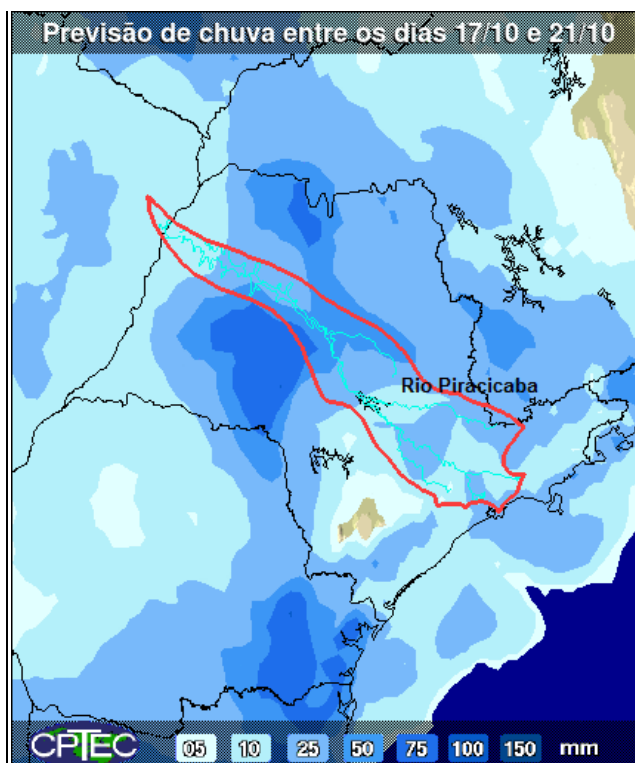 Previsão de chuva entre os dias 17/10 e 21/10
Rio Piracicaba
CPTEC 05 10 25 50 75 100 150 mm